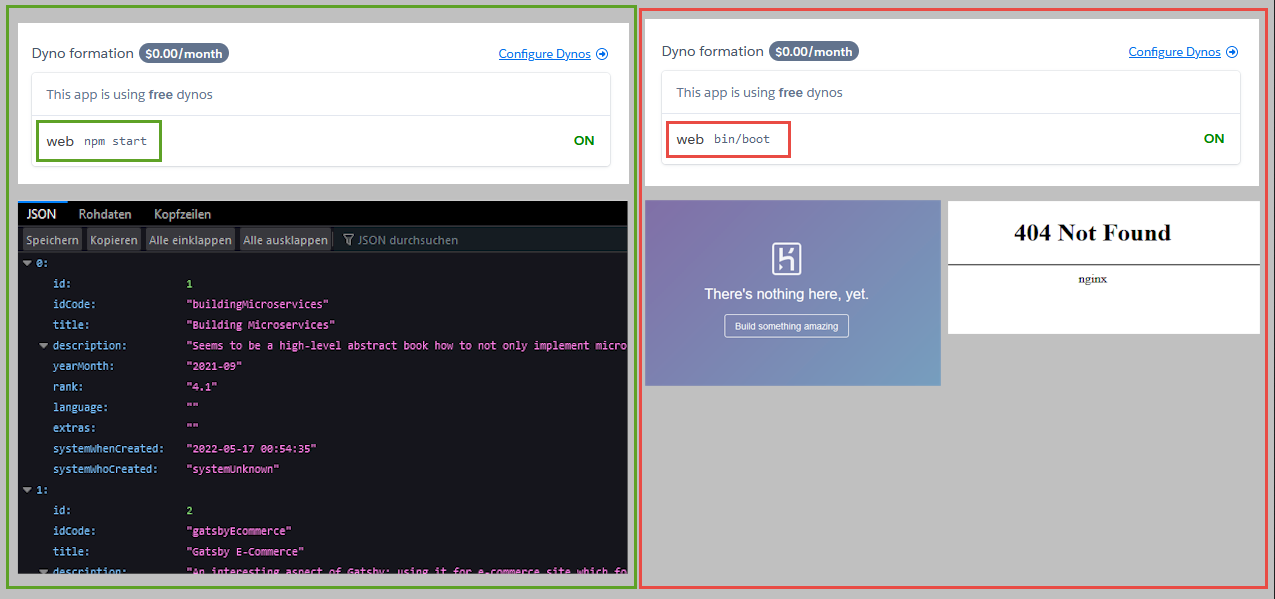 Dyno formation $0.00/month Configure Dynos
This app is using free dynos
web npm start ON
JSON Rohdaten Kopfzeilen
Speichern Kopieren Alle einklappen Alle ausklappen JSON durchsuchen
0:
id: 1
idCode: "buildingMicroservices"
title: "Building Microservices"
description: "Seems to be a high-level abstract book how to not only implement micro
yearMonth: "2021-09"
rank: "4.1"
language: ""
extras: ""
systemWhenCreated: "2022-05-17 00:54:35"
systemWhoCreated: "systemUnknown"
1:
id: 2
idCode: "gatsbyEcommerce"
title: "Gatsby E-Commerce"
description: "An interesting aspect of Gatsby: using it for e-commerce site which fo
Dyno formation $0.00/month Configure Dynos
This app is using free dynos
web bin/boot ON
There's nothing here, yet.
Build something amazing
404 Not Found
nginx